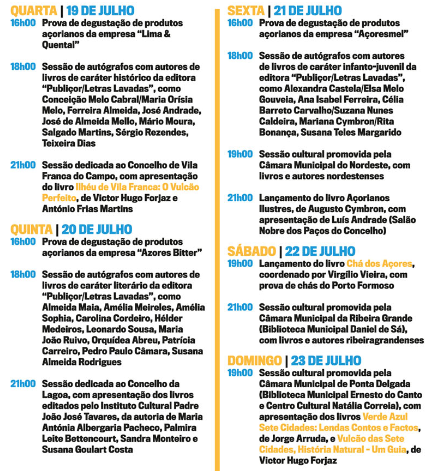 QUARTA | 19 DE JULHO
16h00 Prova de degustação de produtos
açorianos da empresa “Lima &
Quental”
18h00 Sessão de autógrafos com autores de
livros de caráter histórico da editora
“Publiçor/Letras Lavadas”, como
Conceição Melo Cabral/Maria Orísia
Melo, Ferreira Almeida, José Andrade,
José de Almeida Mello, Mário Moura,
Salgado Martins, Sérgio Rezendes,
Teixeira Dias
21h00 Sessão dedicada ao Concelho de Vila
Franca do Campo, com apresentação
do livro Ilhéu de Vila Franca: O Vulcão
Perfeito, de Victor Hugo Forjaz e
António Frias Martins
QUINTA | 20 DE JULHO
16h00 Prova de degustação de produtos
açorianos da empresa “Azores Bitter”
18h00 Sessão de autógrafos com autores de
livros de caráter literário da editora
“Publiçor/Letras Lavadas”, como
Almeida Maia, Amélia Meireles, Amélia
Sophia, Carolina Cordeiro, Hélder
Medeiros, Leonardo Sousa, Maria
João Ruivo, Orquídea Abreu, Patrícia
Carreiro, Pedro Paulo Câmara, Susana
Almeida Rodrigues
21h00 Sessão dedicada ao Concelho da
Lagoa, com apresentação dos livros
editados pelo Instituto Cultural Padre
João José Tavares, da autoria de Maria
Antónia Albergaria Pacheco, Palmira
Leite Bettencourt, Sandra Monteiro e
Susana Goulart Costa
SEXTA | 21 DE JULHO
16h00 Prova de degustação de produtos
açorianos da empresa “Açoresmel”
18h00 Sessão de autógrafos com autores
de livros de caráter infanto-juvenil da
editora “Publiçor/Letras Lavadas”,
como Alexandra Castela/Elsa Melo
Gouveia, Ana Isabel Ferreira, Célia
Barreto Carvalho/Suzana Nunes
Caldeira, Mariana Cymbron/Rita
Bonança, Susana Teles Margarido
19h00 Sessão cultural promovida pela
Câmara Municipal do Nordeste, com
livros e autores nordestenses
21h00 Lançamento do livro Açorianos
Ilustres, de Augusto Cymbron, com
apresentação de Luís Andrade (Salão
Nobre dos Paços do Concelho)
SÁBADO | 22 DE JULHO
19h00 Lançamento do livro Chá dos Açores,
coordenado por Virgílio Vieira, com
prova de chás do Porto Formoso
21h00 Sessão cultural promovida pela
Câmara Municipal da Ribeira Grande
(Biblioteca Municipal Daniel de Sá),
com livros e autores ribeiragrandenses
DOMINGO | 23 DE JULHO
19h00 Sessão cultural promovida pela
Câmara Municipal de Ponta Delgada
(Biblioteca Municipal Ernesto do Canto
e Centro Cultural Natália Correia), com
apresentação dos livros Verde Azul
Sete Cidades: Lendas Contos e Factos,
de Jorge Arruda, e Vulcão das Sete
Cidades, História Natural - Um Guia, de
Victor Hugo Forjaz